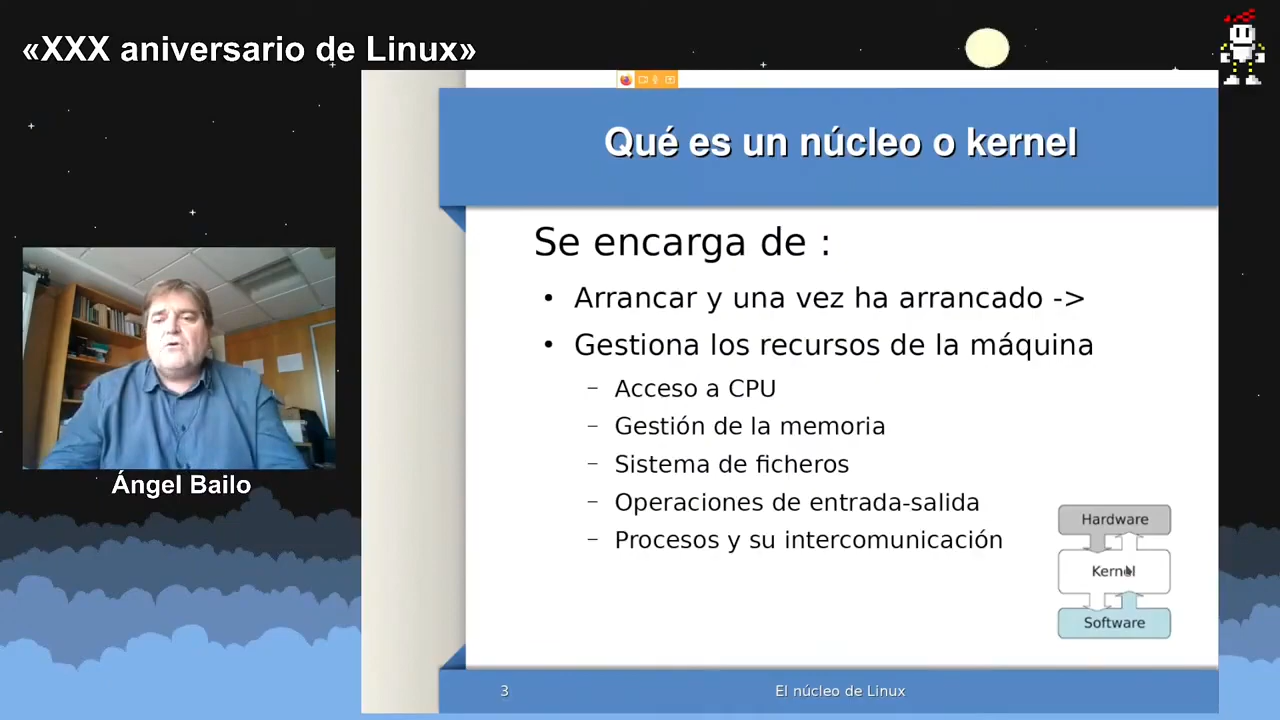 «XXX aniversario de Linux»
Qué es un núcleo o kernel
Se encarga de :
• Arrancar y una vez ha arrancado ->
• Gestiona los recursos de la máquina
– Acceso a CPU
– Gestión de la memoria
– Sistema de ficheros
– Operaciones de entrada-salida
– Procesos y su intercomunicación
Hardware
Kernel
Software
Ángel Bailo
3
El núcleo de Linux